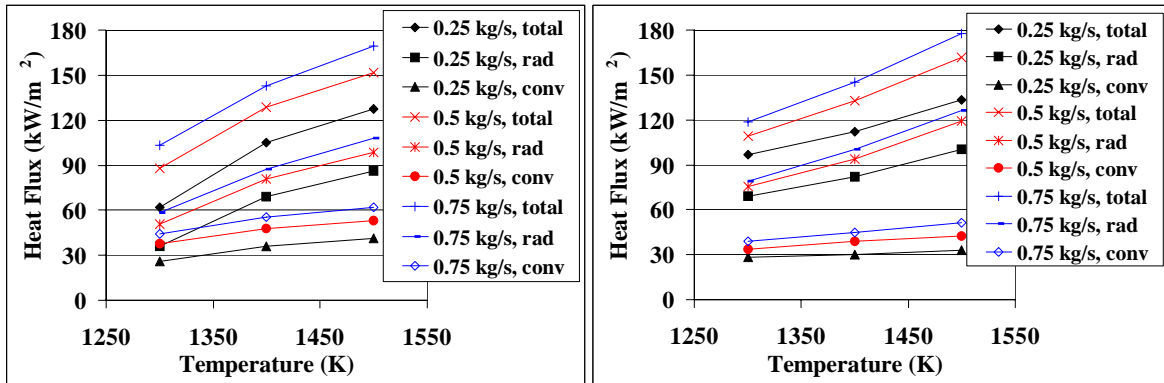 Heat Flux (kW/m 2)
180
150
120
90
60
30
0
1250
1350
1450
1550
Temperature (K)
0.25 kg/s, total
0.25 kg/s, rad
0.25 kg/s, conv
0.5 kg/s, total
0.5 kg/s, rad
0.5 kg/s, conv
0.75 kg/s, total
0.75 kg/s, rad
0.75 kg/s, conv
Heat Flux (kW/m 2)
180
150
120
90
60
30
0
1250
1350
1450
1550
Temperature (K)
0.25 kg/s, total
0.25 kg/s, rad
0.25 kg/s, conv
0.5 kg/s, total
0.5 kg/s, rad
0.5 kg/s, conv
0.75 kg/s, total
0.75 kg/s, rad
0.75 kg/s, conv